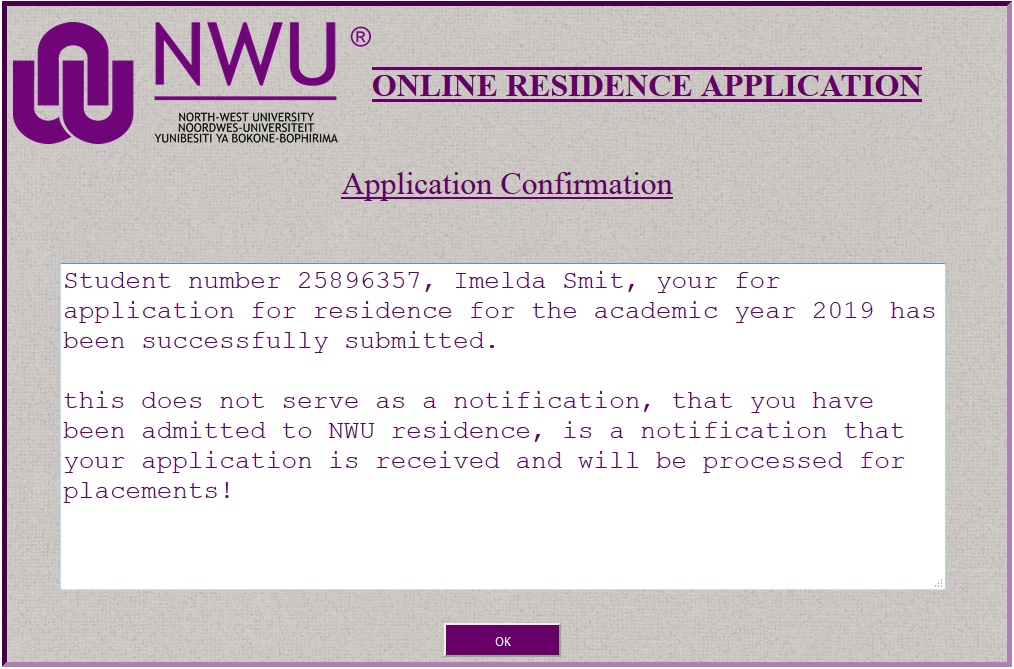 NWU®
NORTH-WEST UNIVERSITY
NOORDWES-UNIVERSITEIT
YUNIBESITI YA BOKONE-BOPHIRIMA
ONLINE RESIDENCE APPLICATION
Application Confirmation
Student number 25896357, Imelda Smit, your for
application for residence for the academic year 2019 has
been successfully submitted.
this does not serve as a notification, that you have
been admitted to NWU residence, is a notification that
your application is received and will be processed for
placements!
OK